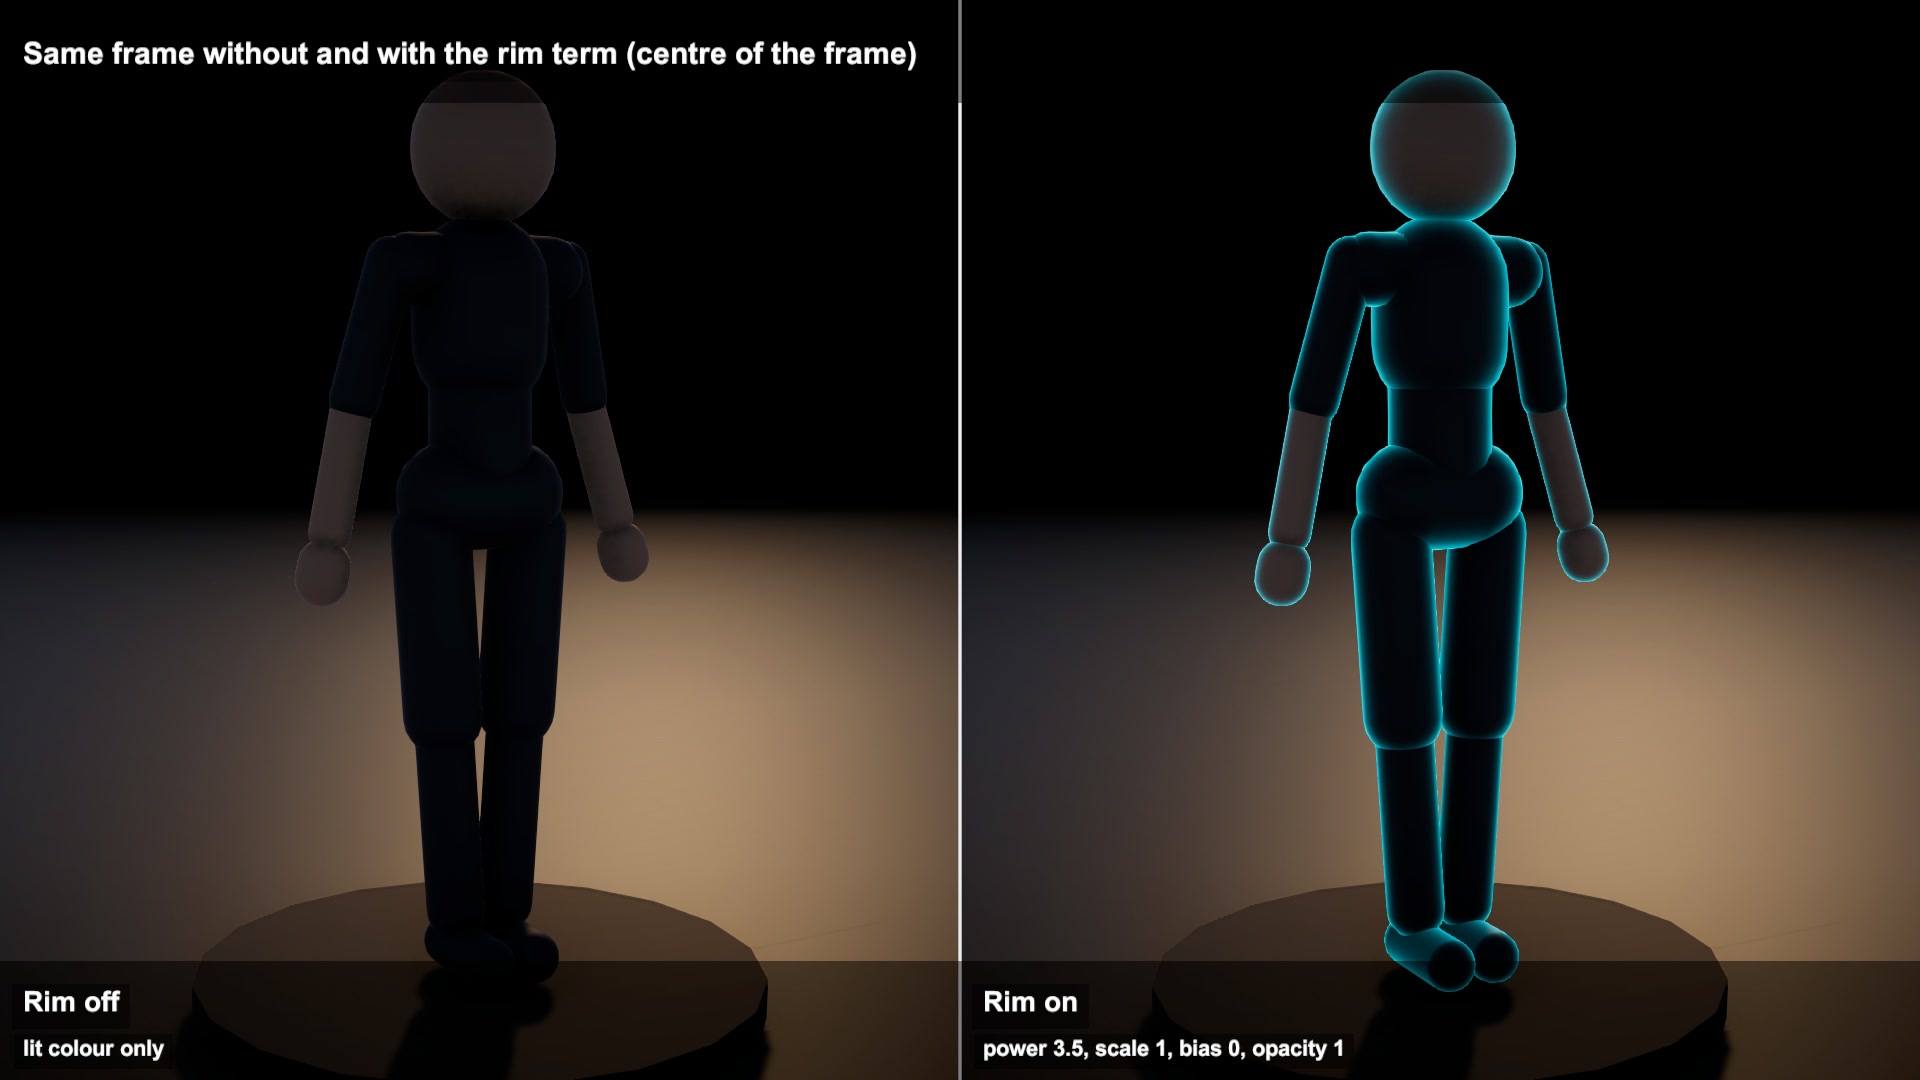 Same frame without and with the rim term (centre of the frame)
Rim off
lit colour only
Rim on
power 3.5, scale 1, bias 0, opacity 1